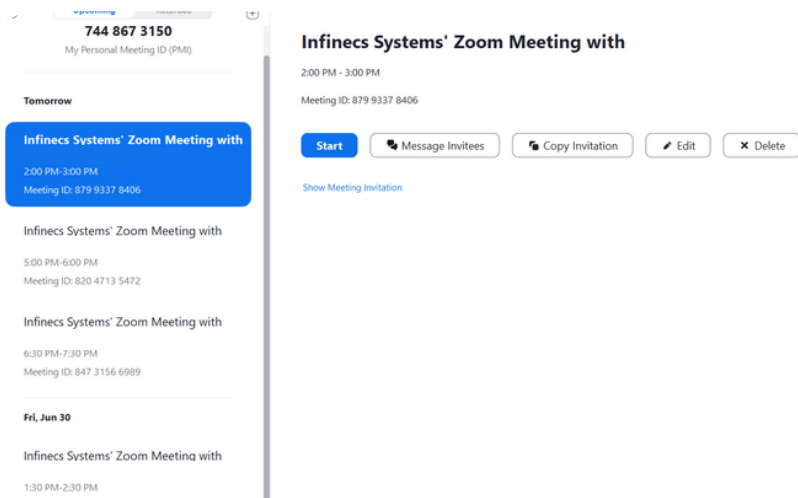 Upcoming
Recorded
744 867 3150
My Personal Meeting ID (PMI)
Tomorrow
Infinecs Systems' Zoom Meeting with
2:00 PM-3:00 PM
Meeting ID: 879 9337 8406
Infinecs Systems' Zoom Meeting with
5:00 PM-6:00 PM
Meeting ID: 820 4713 5472
Infinecs Systems' Zoom Meeting with
6:30 PM-7:30 PM
Meeting ID: 847 3156 6989
Fri, Jun 30
Infinecs Systems' Zoom Meeting with
1:30 PM-2:30 PM
Infinecs Systems' Zoom Meeting with
2:00 PM - 3:00 PM
Meeting ID: 879 9337 8406
Start
Message Invitees
Copy Invitation
Edit
Delete
Show Meeting Invitation